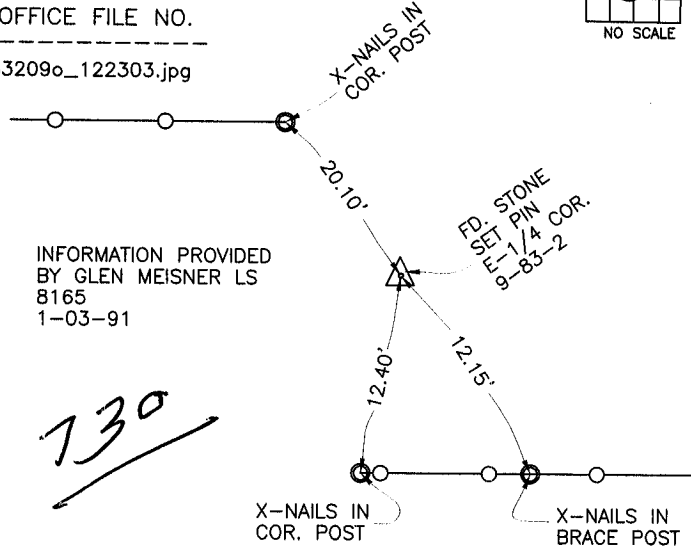 OFFICE FILE NO.
3209o_122303.jpg
NO SCALE
X-NAILS IN
COR. POST
20.10'
FD. STONE
SET PIN
E-1/4 COR.
9-83-2
INFORMATION PROVIDED
BY GLEN MEISNER LS
8165
1-03-91
12.40'
12.15'
730
X-NAILS IN
COR. POST
X-NAILS IN
BRACE POST